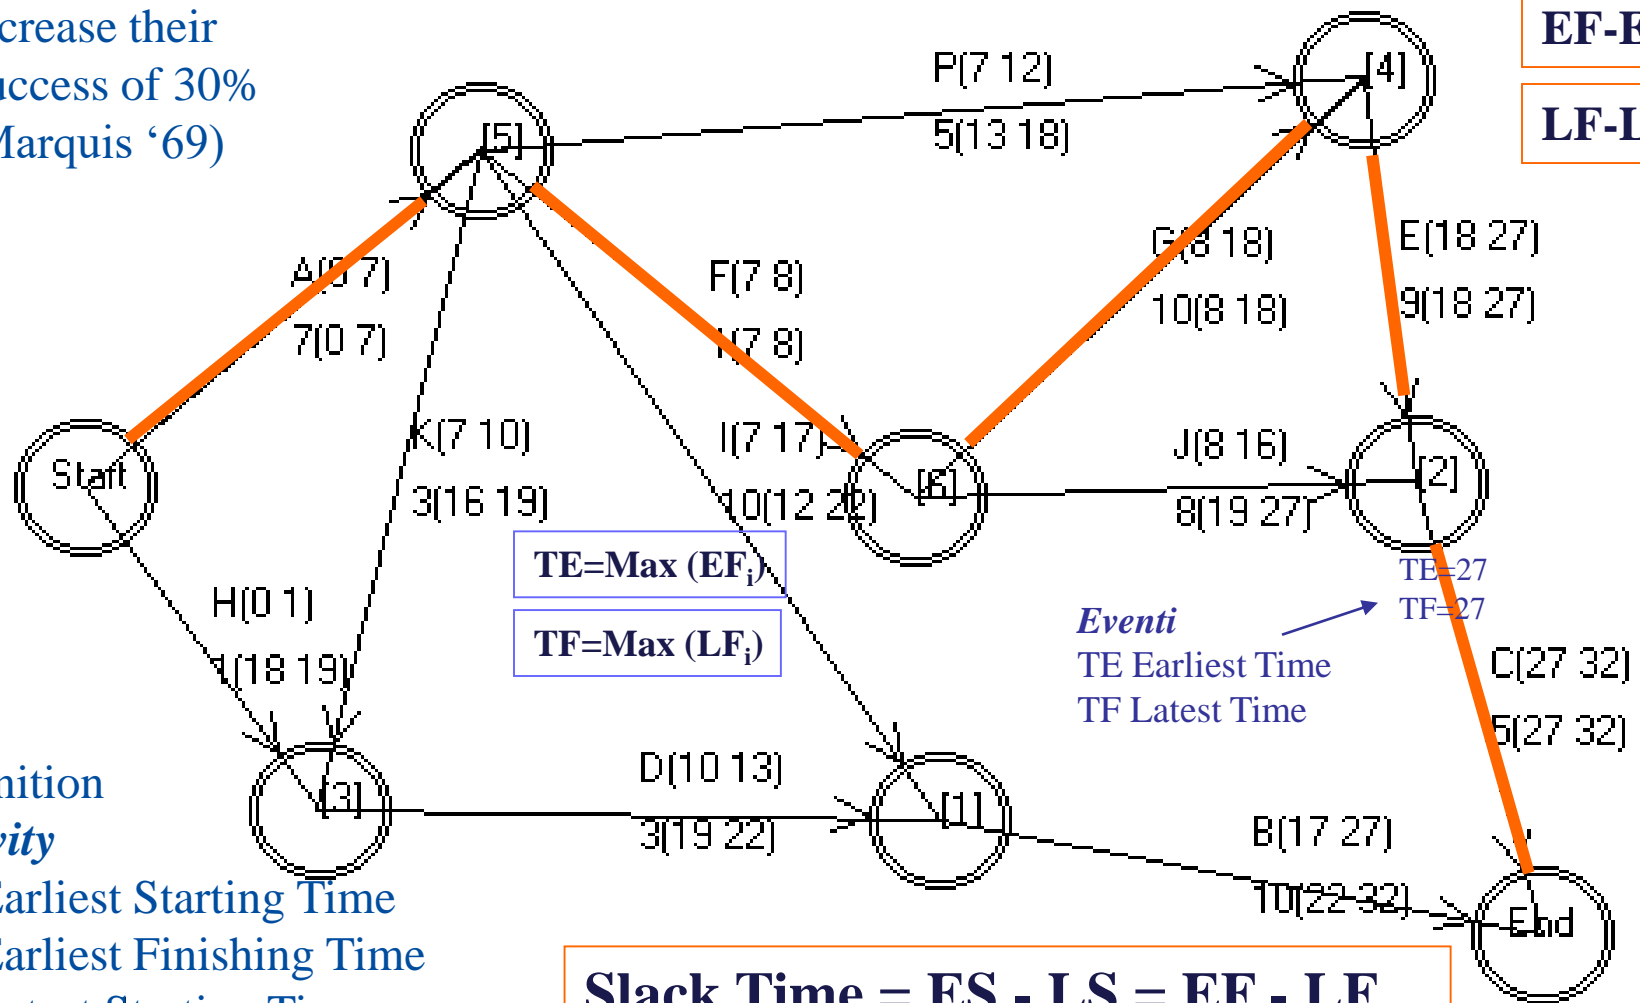 crease their
uccess of 30%
Marquis ‘69)
EF-E
LF-L
P(7 12)
5(13 18)
[4]
[5]
A(0 7)
7(0 7)
F(7 8)
1(7 8)
G(8 18)
10(8 18)
E(18 27)
9(18 27)
K(7 10)
3(16 19)
I(7 17)
10(12 22)
J(8 16)
8(19 27)
Start
[6]
[2]
TE=Max (EFi)
TF=Max (LFi)
TE=27
TF=27
Eventi
TE Earliest Time
TF Latest Time
H(0 1)
1(18 19)
C(27 32)
5(27 32)
D(10 13)
3(19 22)
[3]
[1]
B(17 27)
10(22 32)
End
nition
vity
Earliest Starting Time
Earliest Finishing Time
Slack Time = ES - LS = EF - LF